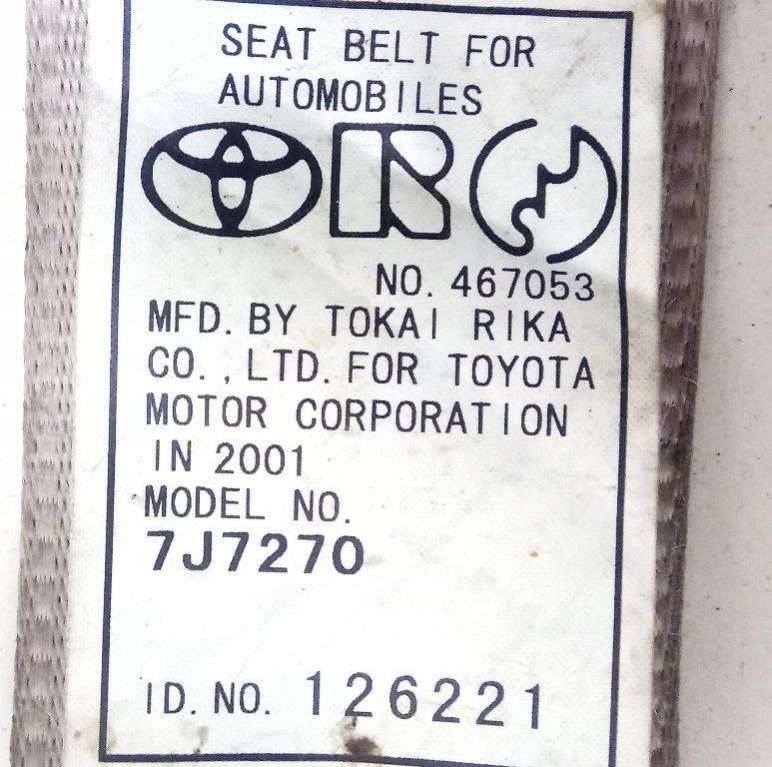 SEAT BELT FOR
AUTOMOBILES
NO. 467053
MFD. BY TOKAI RIKA
CO., LTD. FOR TOYOTA
MOTOR CORPORATION
IN 2001
MODEL NO.
7J7270
ID. NO. 126221